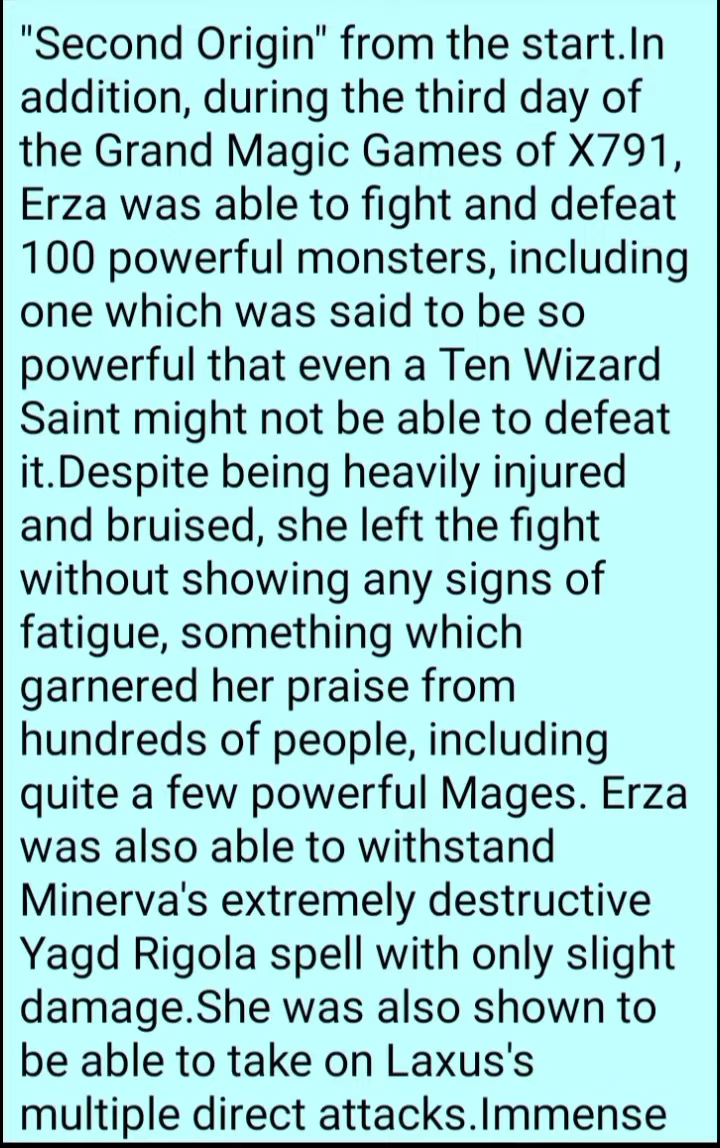 "Second Origin" from the start.In
addition, during the third day of
the Grand Magic Games of X791,
Erza was able to fight and defeat
100 powerful monsters, including
one which was said to be so
powerful that even a Ten Wizard
Saint might not be able to defeat
it.Despite being heavily injured
and bruised, she left the fight
without showing any signs of
fatigue, something which
garnered her praise from
hundreds of people, including
quite a few powerful Mages. Erza
was also able to withstand
Minerva's extremely destructive
Yagd Rigola spell with only slight
damage.She was also shown to
be able to take on Laxus's
multiple direct attacks.Immense